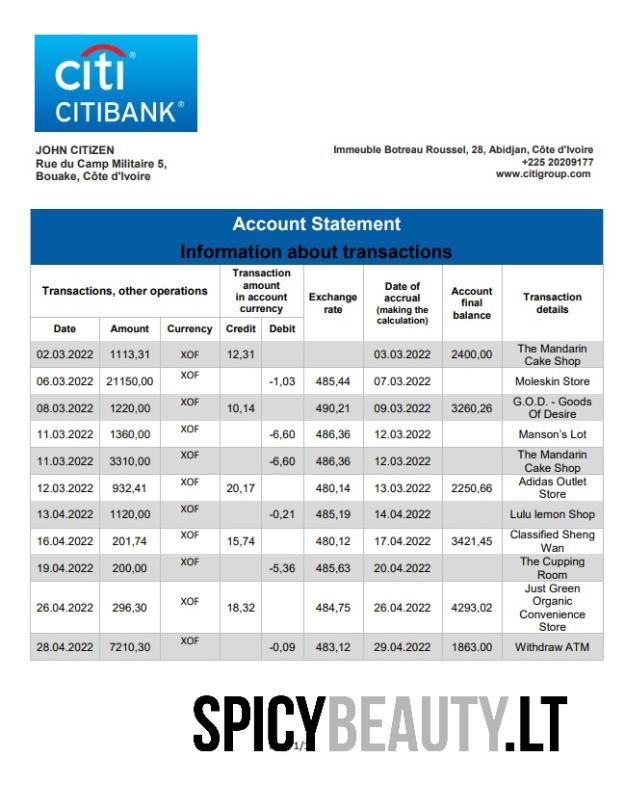 citi®
CITIBANK®
JOHN CITIZEN
Rue du Camp Militaire 5,
Bouake, Côte d'Ivoire
Immeuble Botreau Roussel, 28, Abidjan, Côte d'Ivoire
+225 20209177
www.citigroup.com
Account Statement
Information about transactions
Transactions, other operations
Transaction
amount
in account
currency
Exchange
rate
Date of
accrual
(making the
calculation)
Account
final
balance
Transaction
details
Date Amount Currency Credit Debit
02.03.2022 1113,31 XOF 12,31 03.03.2022 2400,00 The Mandarin
Cake Shop
06.03.2022 21150,00 XOF -1,03 485,44 07.03.2022 Moleskin Store
08.03.2022 1220,00 XOF 10,14 490,21 09.03.2022 3260,26 G.O.D. - Goods
Of Desire
11.03.2022 1360,00 XOF -6,60 486,36 12.03.2022 Manson's Lot
11.03.2022 3310,00 XOF -6,60 486,36 12.03.2022 The Mandarin
Cake Shop
12.03.2022 932,41 XOF 20,17 480,14 13.03.2022 2250,66 Adidas Outlet
Store
13.04.2022 1120,00 XOF -0,21 485,19 14.04.2022 Lulu lemon Shop
16.04.2022 201,74 XOF 15,74 480,12 17.04.2022 3421,45 Classified Sheng
Wan
19.04.2022 200,00 XOF -5,36 485,63 20.04.2022 The Cupping
Room
26.04.2022 296,30 XOF 18,32 484,75 26.04.2022 4293,02 Just Green
Organic
Convenience
Store
28.04.2022 7210,30 XOF -0,09 483,12 29.04.2022 1863.00 Withdraw ATM
SPICYBEAUTY.LT